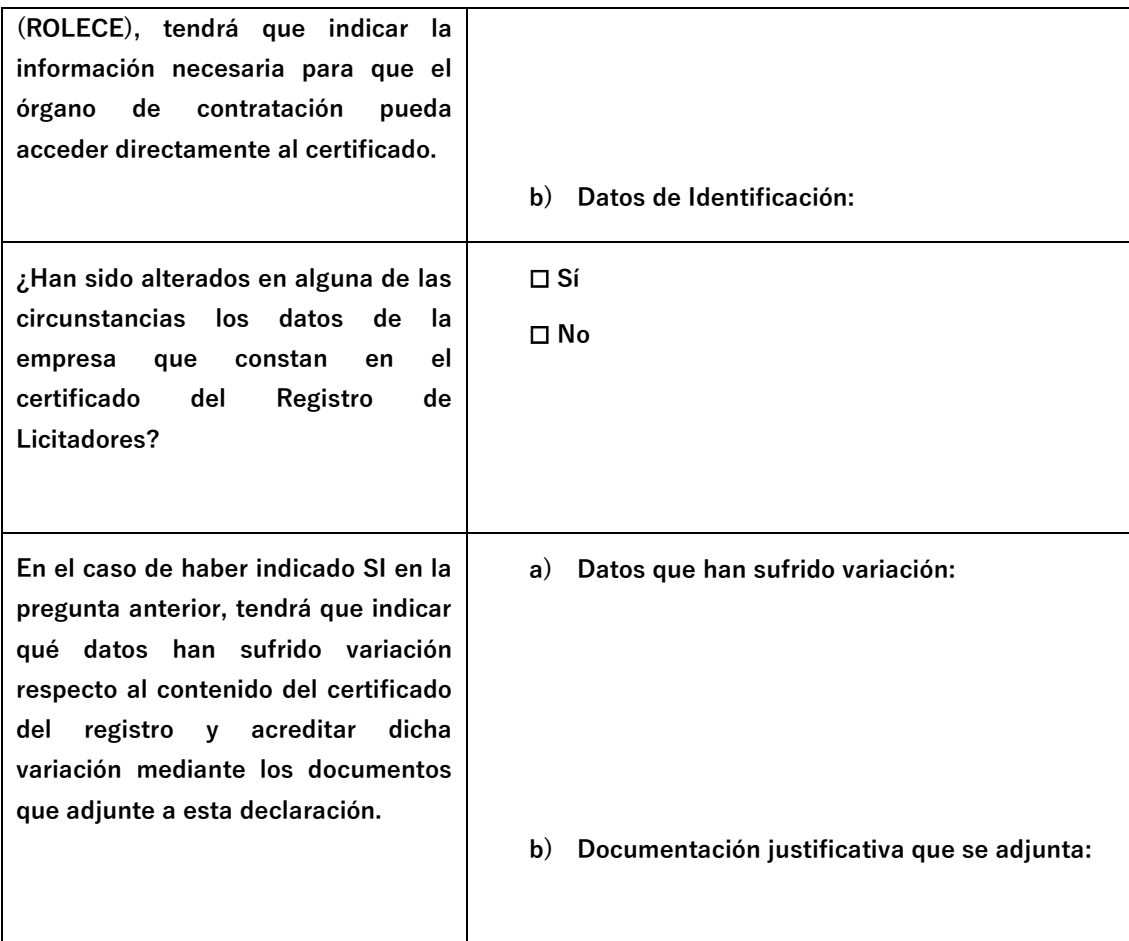 (ROLECE), tendrá que indicar la
información necesaria para que el
órgano de contratación pueda
acceder directamente al certificado.
b) Datos de Identificación:
¿Han sido alterados en alguna de las
circunstancias los datos de la
empresa que constan en el
certificado del Registro de
Licitadores?
☐ Sí
☐ No
En el caso de haber indicado SI en la
pregunta anterior, tendrá que indicar
qué datos han sufrido variación
respecto al contenido del certificado
del registro y acreditar dicha
variación mediante los documentos
que adjunte a esta declaración.
a) Datos que han sufrido variación:
b) Documentación justificativa que se adjunta: